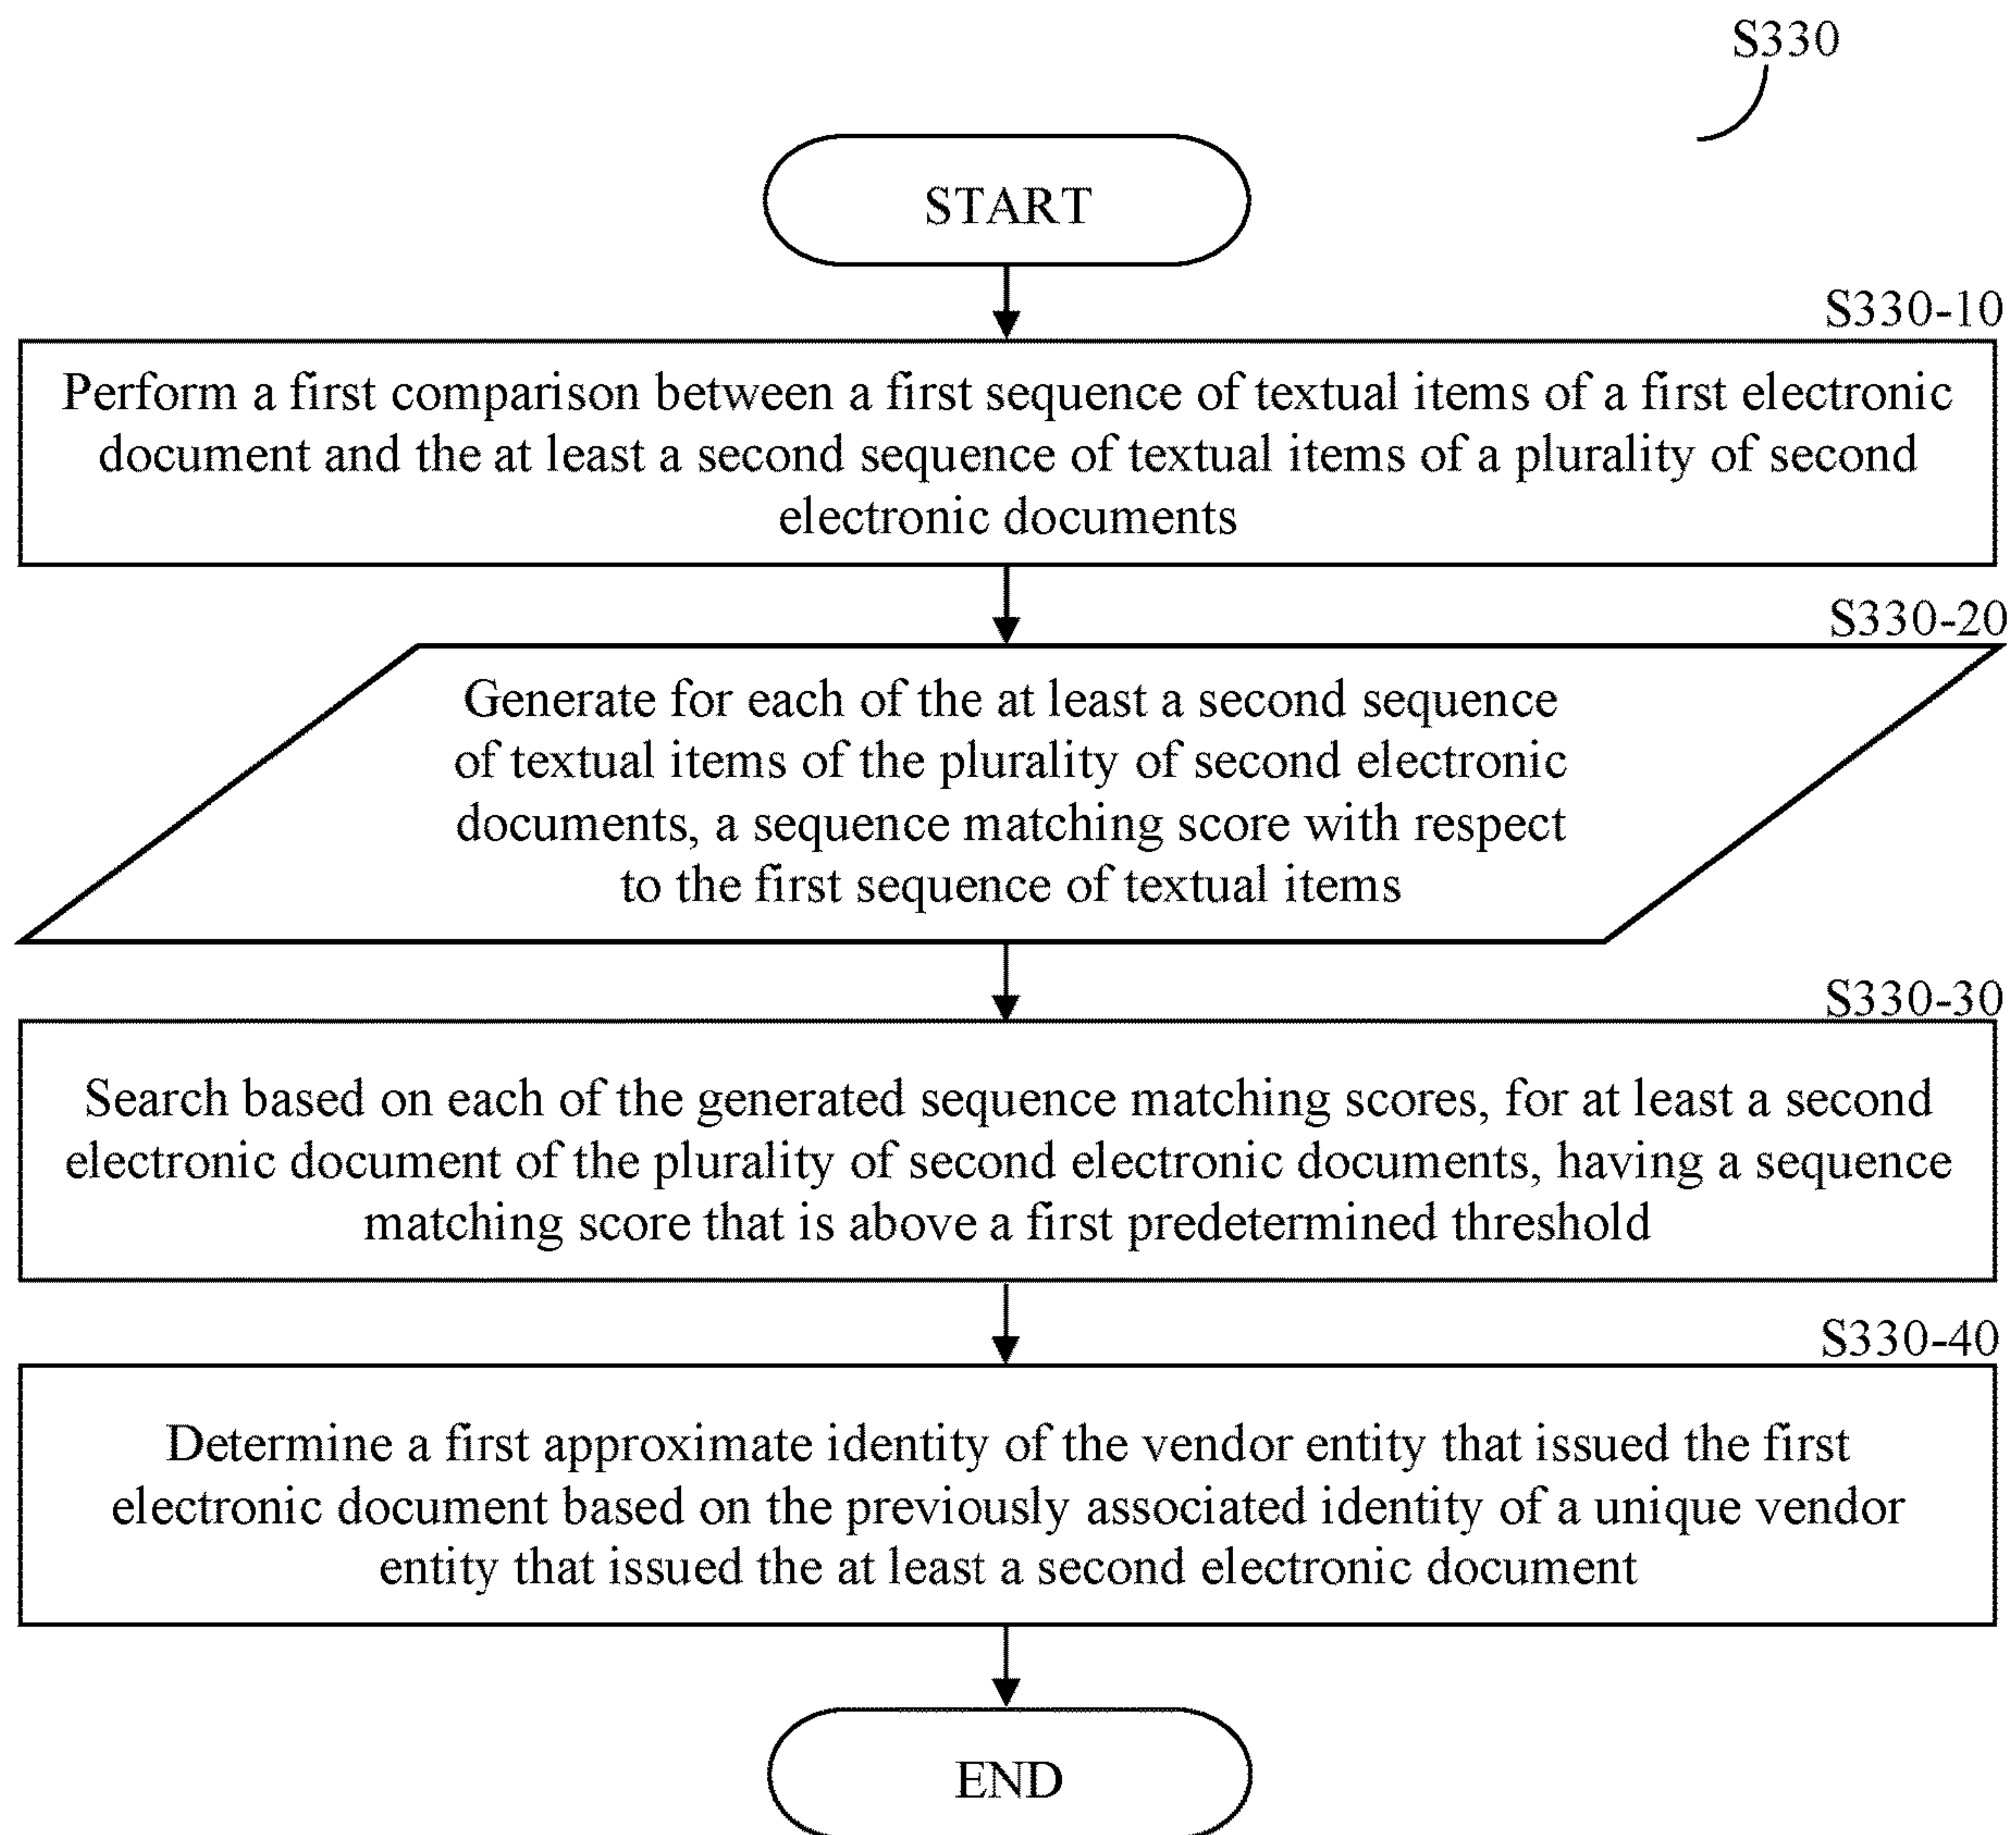 S330
START
S330-10
Perform a first comparison between a first sequence of textual items of a first electronic
document and the at least a second sequence of textual items of a plurality of second
electronic documents
S330-20
Generate for each of the at least a second sequence
of textual items of the plurality of second electronic
documents, a sequence matching score with respect
to the first sequence of textual items
S330-30
Search based on each of the generated sequence matching scores, for at least a second
electronic document of the plurality of second electronic documents, having a sequence
matching score that is above a first predetermined threshold
S330-40
Determine a first approximate identity of the vendor entity that issued the first
electronic document based on the previously associated identity of a unique vendor
entity that issued the at least a second electronic document
END